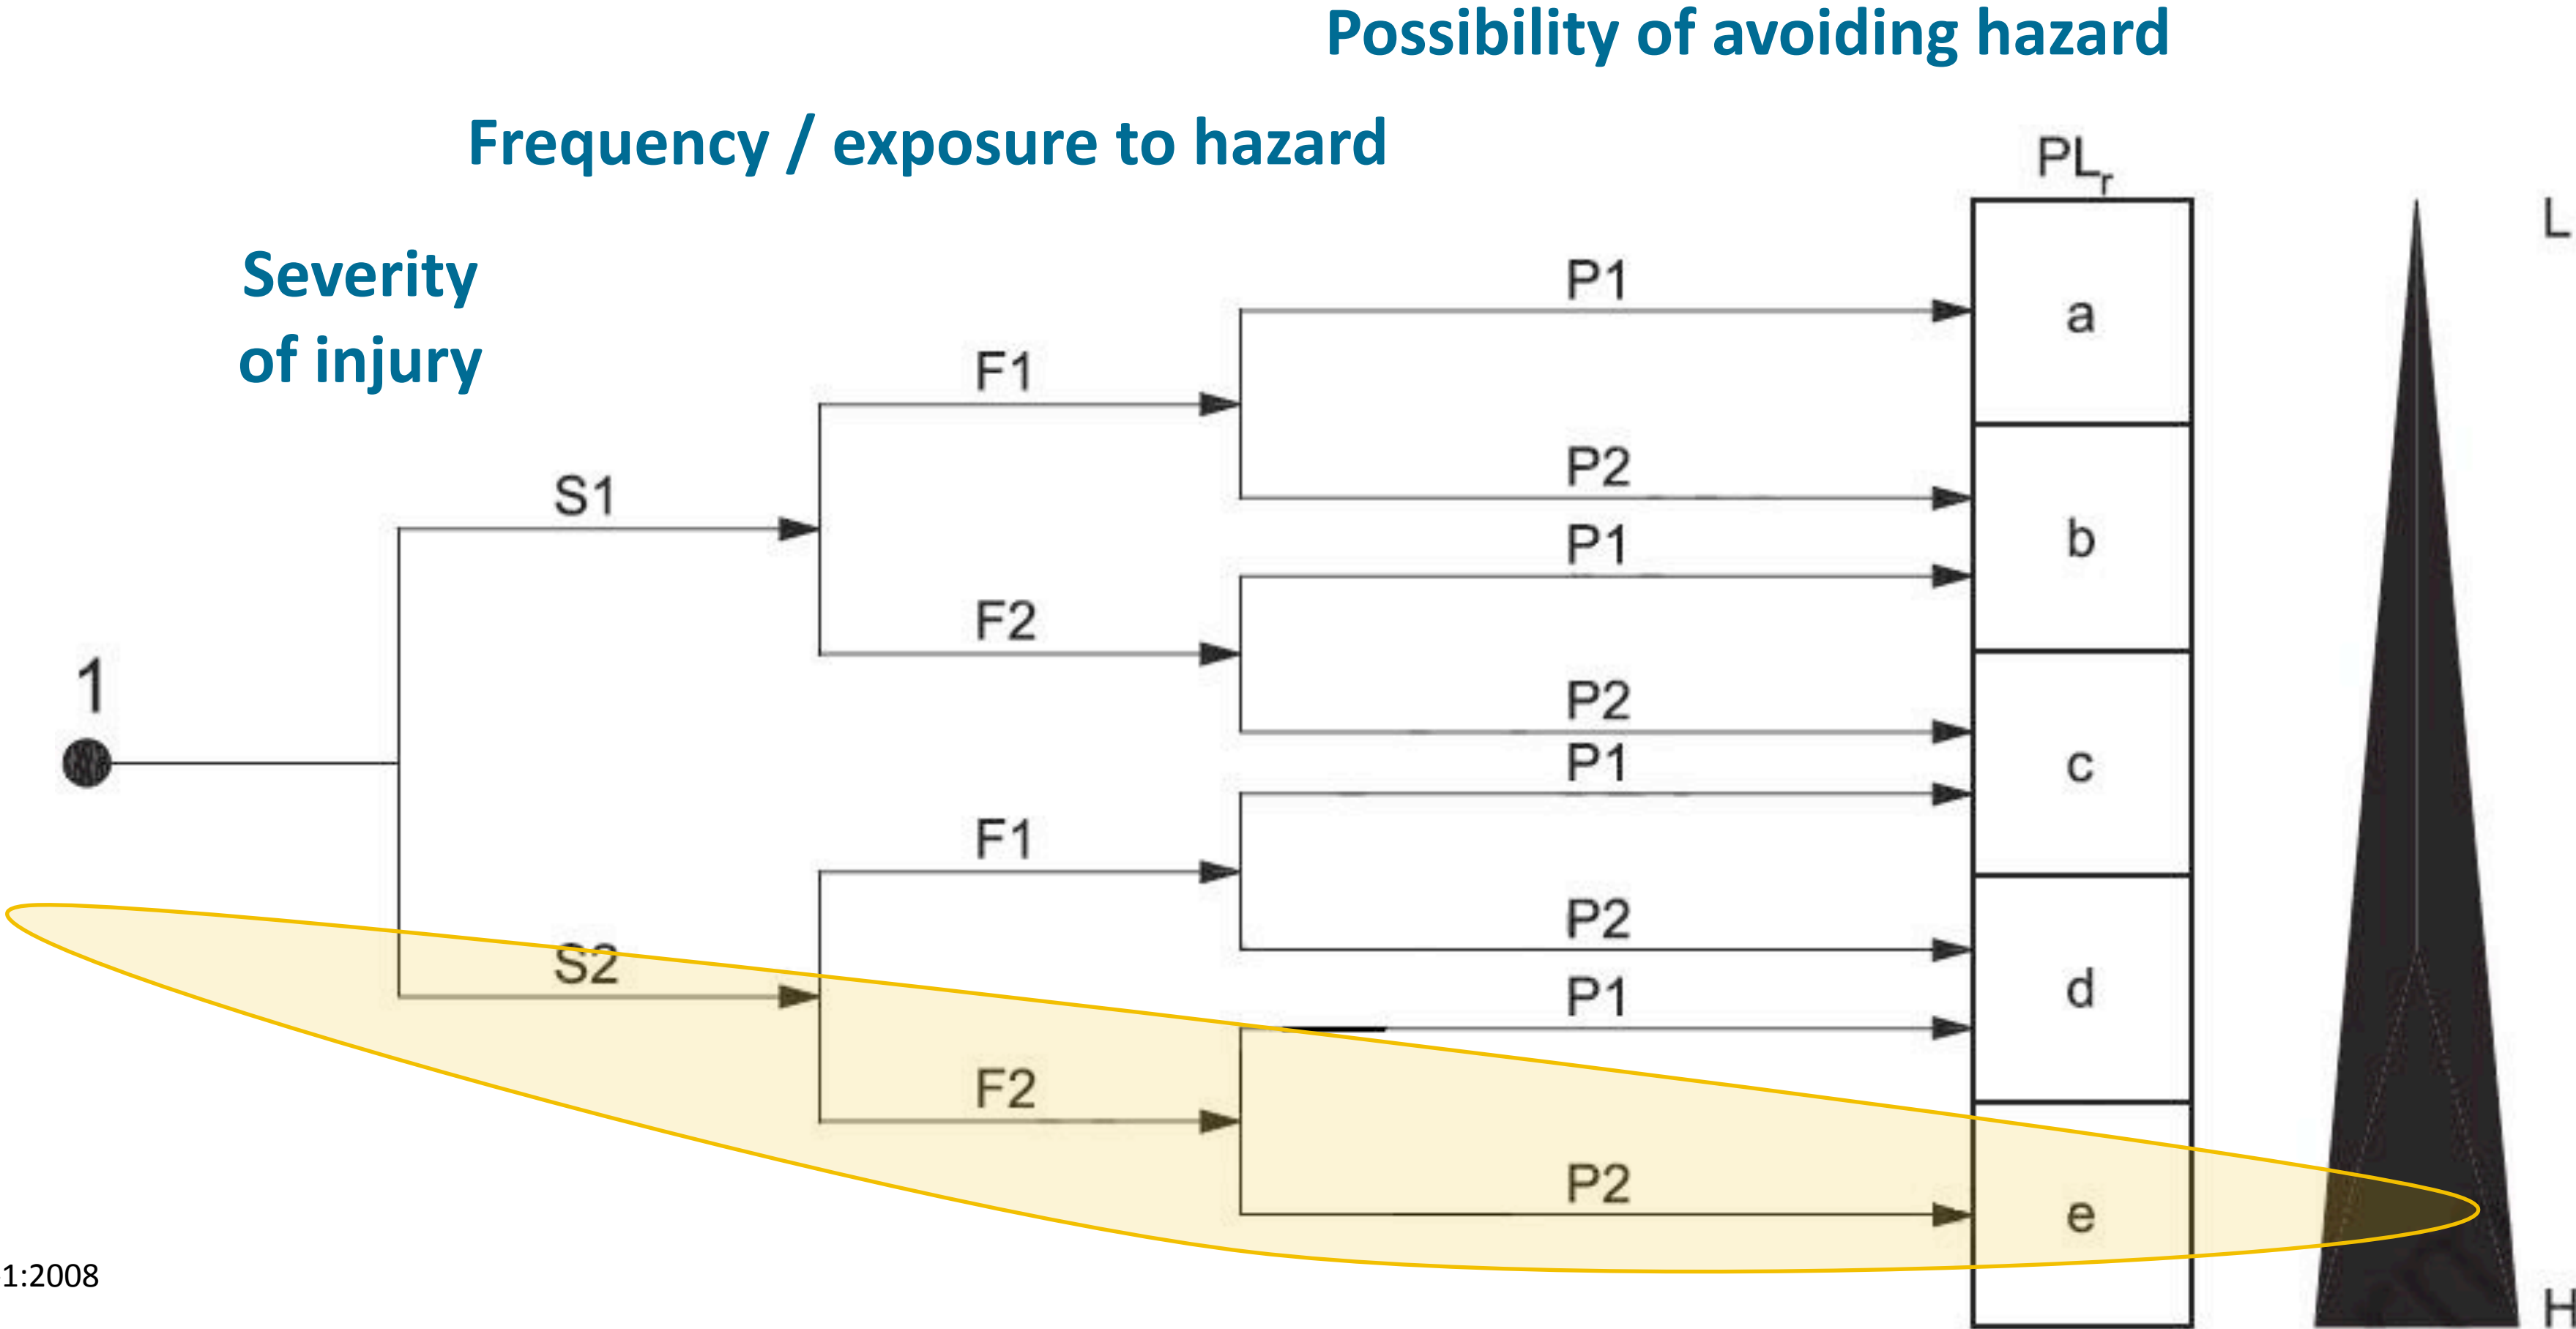 Possibility of avoiding hazard
Frequency / exposure to hazard
PLr
L
Severity
of injury
P1
a
F1
P2
S1
b
P1
F2
1
P2
c
P1
F1
P2
S2
d
P1
F2
P2
e
1:2008
H